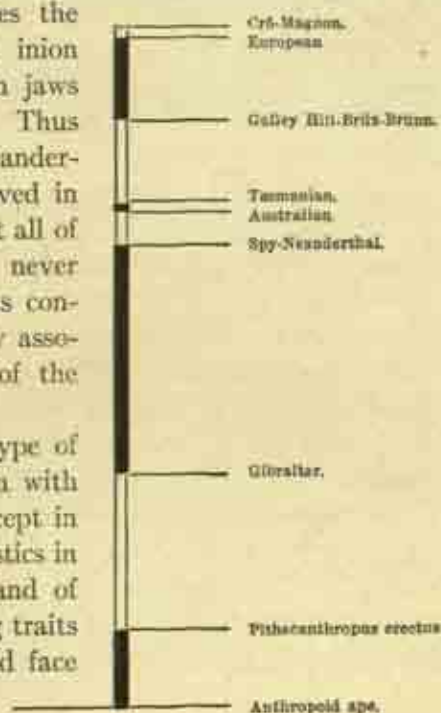 es the
inion
n jaws
Thus
ander-
ved in
t all of
never
s con-
y asso-
of the
ype of
n with
cept in
stics in
and of
g traits
d face
Crô-Magnon.
European
Galley Hill-Brüx-Brünn.
Tasmanian.
Australian
Spy-Neanderthal.
Gibraltar.
Pithecanthropus erectus
Anthropoid ape.